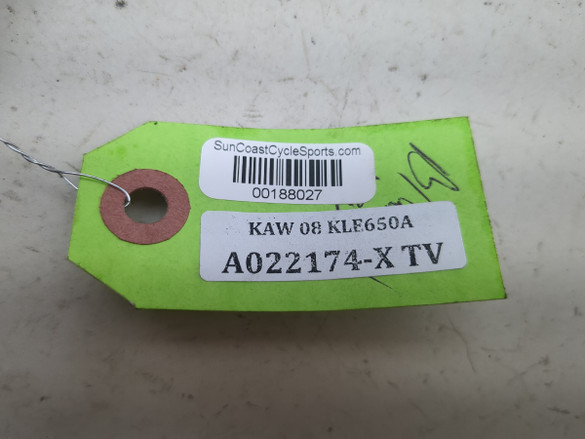 SunCoastCycleSports.com
00188027
KAW 08 KLE650A
A022174-X TV